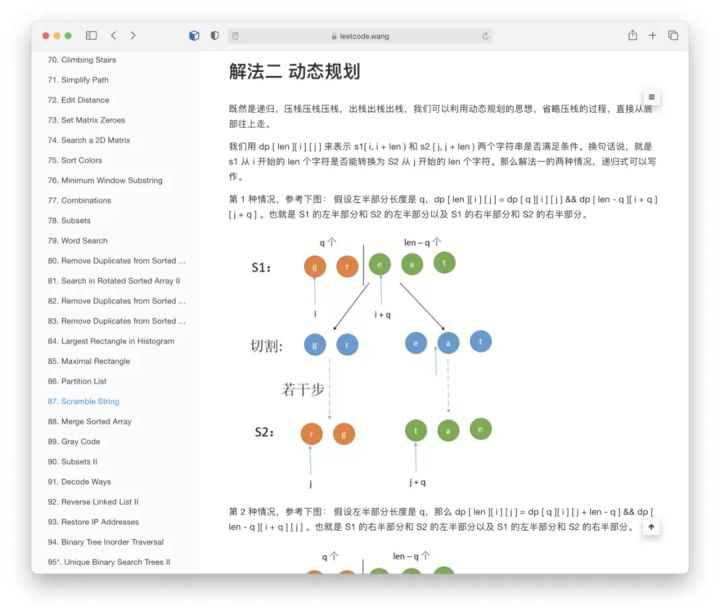 leetcode.wang
70. Climbing Stairs
71. Simplify Path
72. Edit Distance
73. Set Matrix Zeroes
74. Search a 2D Matrix
75. Sort Colors
76. Minimum Window Substring
77. Combinations
78. Subsets
79. Word Search
80. Remove Duplicates from Sorted ...
81. Search in Rotated Sorted Array II
82. Remove Duplicates from Sorted ...
83. Remove Duplicates from Sorted ...
84. Largest Rectangle in Histogram
85. Maximal Rectangle
86. Partition List
87. Scramble String
88. Merge Sorted Array
89. Gray Code
90. Subsets II
91. Decode Ways
92. Reverse Linked List II
93. Restore IP Addresses
94. Binary Tree Inorder Traversal
95*. Unique Binary Search Trees II
解法二 动态规划
既然是递归，压栈压栈压栈，出栈出栈出栈，我们可以利用动态规划的思想，省略压栈的过程，直接从底
部往上走。
我们用 dp [ len ][ i ] [ j ] 来表示 s1[ i, i + len ) 和 s2 [ j, j + len ) 两个字符串是否满足条件。换句话说，就是
s1 从 i 开始的 len 个字符是否能转换为 S2 从 j 开始的 len 个字符。那么解法一的两种情况，递归式可以写
作。
第 1 种情况，参考下图： 假设左半部分长度是 q，dp [ len ][ i ] [ j ] = dp [ q ][ i ] [ j ] && dp [ len - q ][ i + q ]
[ j + q ] 。也就是 S1 的左半部分和 S2 的左半部分以及 S1 的右半部分和 S2 的右半部分。
q 个 len – q 个
S1: g r e a t
i i + q
切割: g r e a t
若干步
S2: r g t a e
j j + q
第 2 种情况，参考下图： 假设左半部分长度是 q，那么 dp [ len ][ i ] [ j ] = dp [ q ][ i ] [ j + len - q ] && dp [
len - q ][ i + q ] [ j ] 。也就是 S1 的右半部分和 S2 的左半部分以及 S1 的左半部分和 S2 的右半部分。
q 个 len – q 个